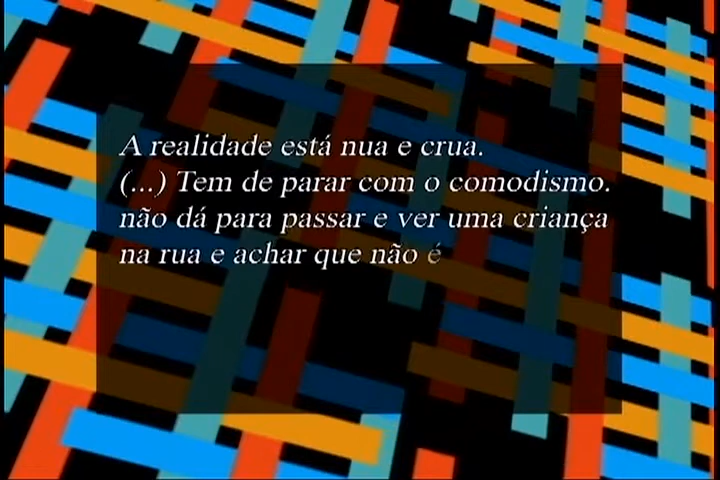 A realidade está nua e crua.
(...) Tem de parar com o comodismo.
não dá para passar e ver uma criança
na rua e achar que não é